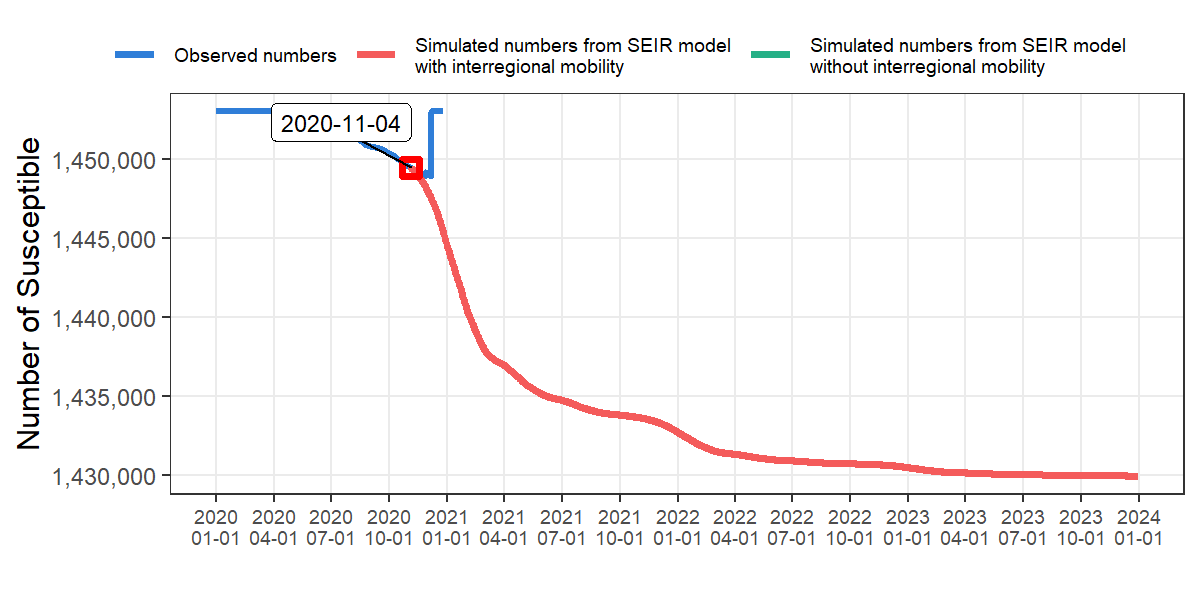 Observed numbers
Simulated numbers from SEIR model
with interregional mobility
Simulated numbers from SEIR model
without interregional mobility
Number of Susceptible
1,450,000
1,445,000
1,440,000
1,435,000
1,430,000
2020-11-04
2020 2020 2020 2020 2021 2021 2021 2021 2022 2022 2022 2022 2023 2023 2023 2023 2024
01-01 04-01 07-01 10-01 01-01 04-01 07-01 10-01 01-01 04-01 07-01 10-01 01-01 04-01 07-01 10-01 01-01